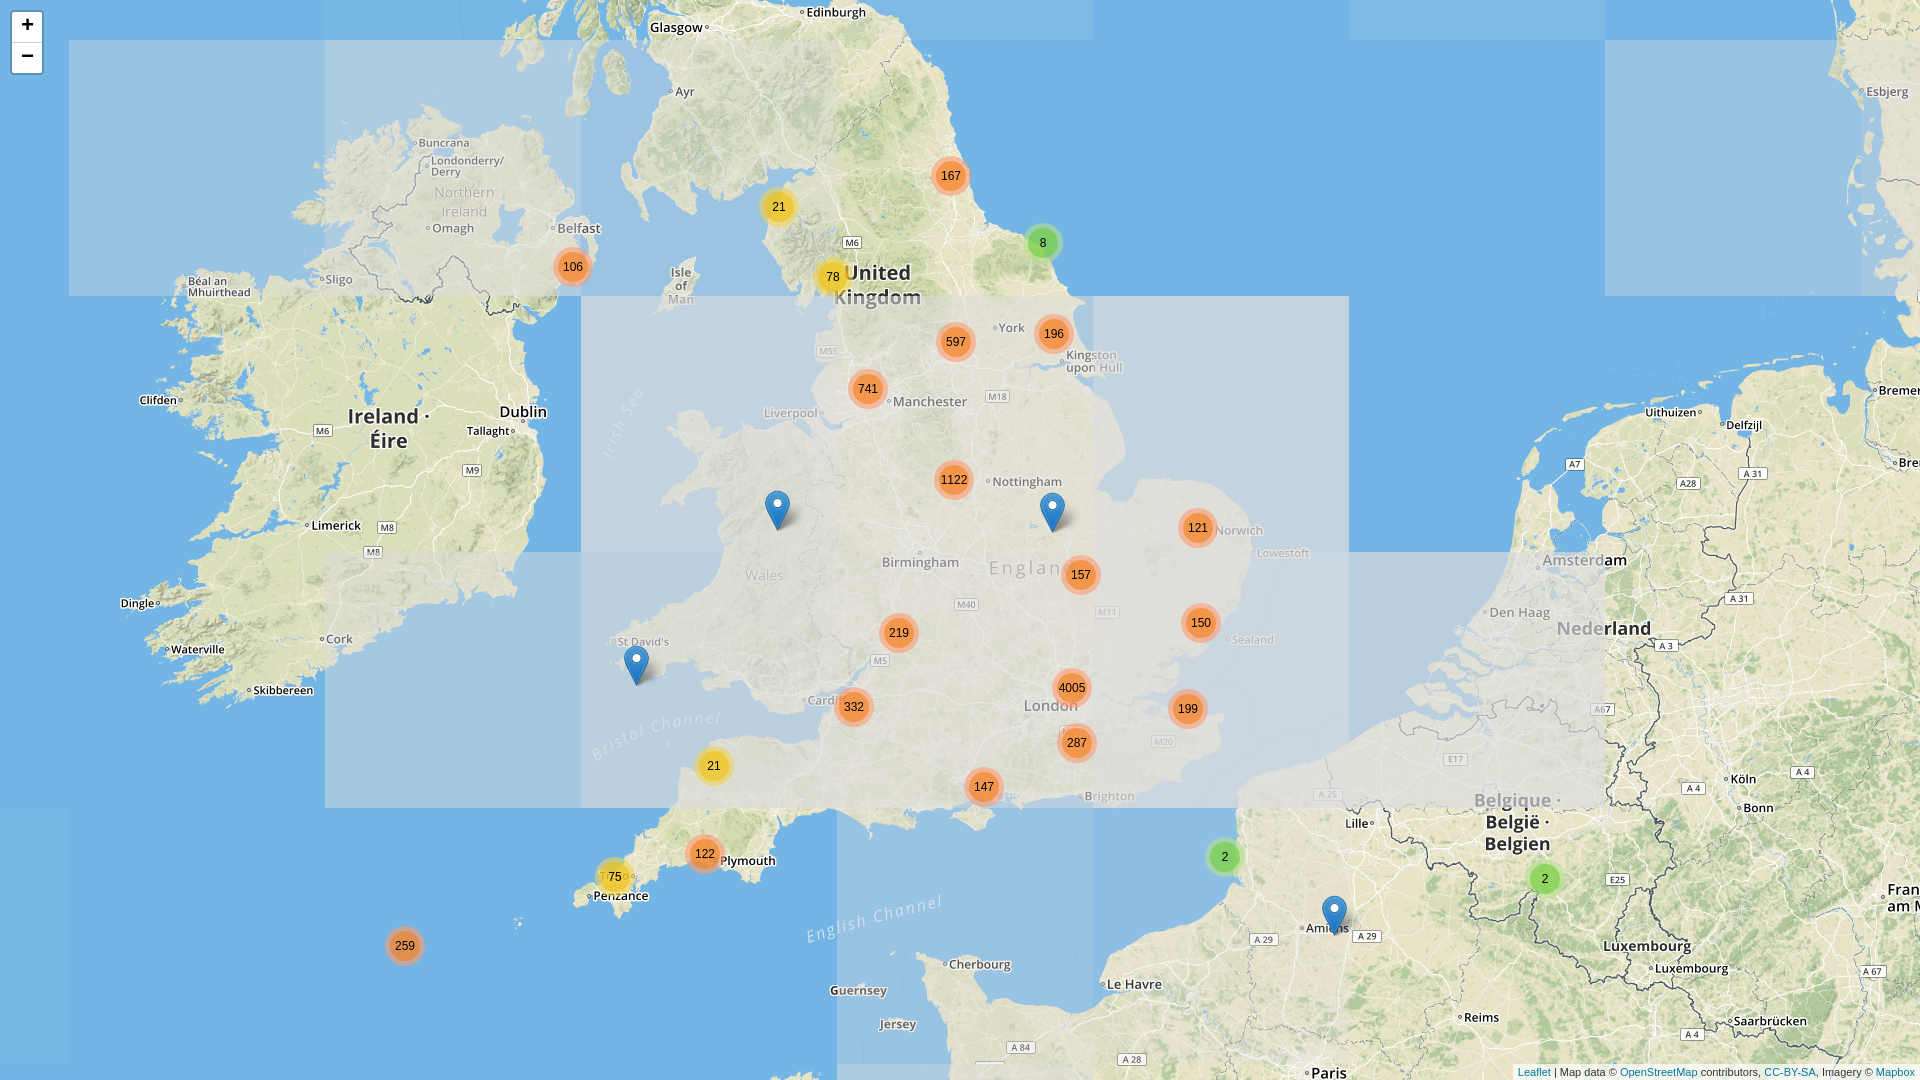 +
−
Glasgow
Edinburgh
Ayr
Esbjerg
Buncrana
Londonderry/
Derry
Northern
Ireland
Omagh
Belfast
167
21
8
M6
106
78
United
Kingdom
Isle
of
Man
Béal an
Mhuirthead
Sligo
York
196
597
Kingston
upon Hull
M55
741
Manchester
M18
Liverpool
Irish Sea
Clifden
Ireland ·
Éire
Dublin
Tallaght
M6
M9
Uithuizen
Delfzijl
Bremer
Bre
A7
A 31
A28
1122
Nottingham
121
Norwich
Lowestoft
Limerick
M8
M8
Birmingham
Wales
Englan
157
Amsterdam
A 31
Dingle
M40
M11
Den Haag
Nederland
Cork
Waterville
St David's
219
150
Sealand
M5
A 3
Skibbereen
4005
Cardiff
332
London
199
A67
Bristol Channel
287
M20
E17
21
147
Brighton
A 25
Köln
A 4
A 4
Bonn
Belgique ·
België ·
Belgien
Lille
122
Plymouth
75
Penzance
2
2
E25
Fran
am M
English Channel
259
Amiens
A 29
A 29
Luxembourg
Luxembourg
A 67
Cherbourg
Le Havre
Guernsey
Jersey
Reims
Saarbrücken
A 4
A 84
A 28
Paris
Leaflet | Map data © OpenStreetMap contributors, CC-BY-SA, Imagery © Mapbox